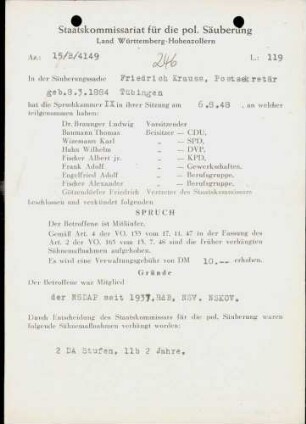 Staatskommissariat für die pol. Säuberung
Land Württemberg-Hohenzollern
Az.: 15/B/4149 L.: 119
246
In der Säuberungssache Friedrich Krauss, Postsekretär
geb. 8.3.1884 Tübingen
hat die Spruchkammer IX in ihrer Sitzung am 6.8.48 , an welcher
teilgenommen haben:
Dr. Braunger Ludwig Vorsitzender
Baumann Thomas Beisitzer — CDU,
Wizemann Karl „ — SPD,
Hahn Wilhelm „ — DVP,
Fischer Albert jr. „ — KPD,
Frank Adolf „ — Gewerkschaften,
Engelfried Adolf „ — Berufsgruppe,
Fischer Alexander „ — Berufsgruppe,
Friedrich Vertreter des Staatskommissars
beschlossen und verkündet folgenden
SPRUCH
Der Betroffene ist Mitläufer.
Gemäß Art. 4 der VO. 133 vom 17. 11. 47 in der Fassung des
Art. 2 der VO. 165 vom 13. 7. 48 sind die früher verhängten
Sühnemaßnahmen aufgehoben.
Es wird eine Verwaltungsgebühr von DM 10.-- erhoben.
Gründe
Der Betroffene war Mitglied
der NSDAP seit 1937, RDB, NSV, NSKOV.
Durch Entscheidung des Staatskommissars für die pol. Säuberung waren
folgende Sühnemaßnahmen verhängt worden:
2 DA Stufen, 11b 2 Jahre.